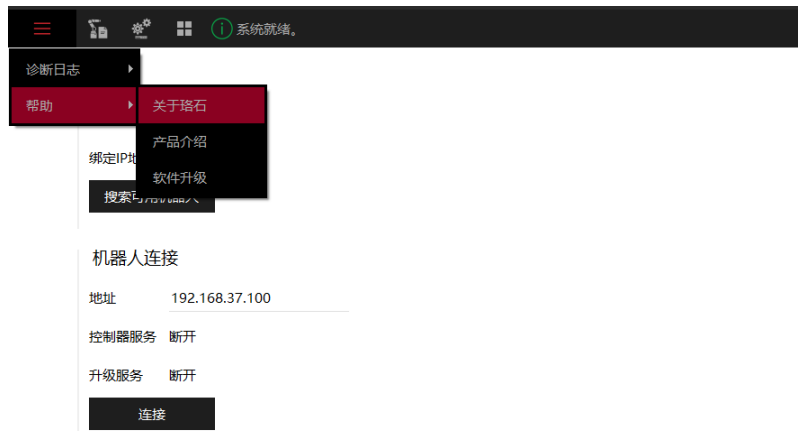 系统就绪。
诊断日志
帮助
关于珞石
产品介绍
软件升级
绑定IP地
搜索可用机器人
机器人连接
地址 192.168.37.100
控制器服务 断开
升级服务 断开
连接